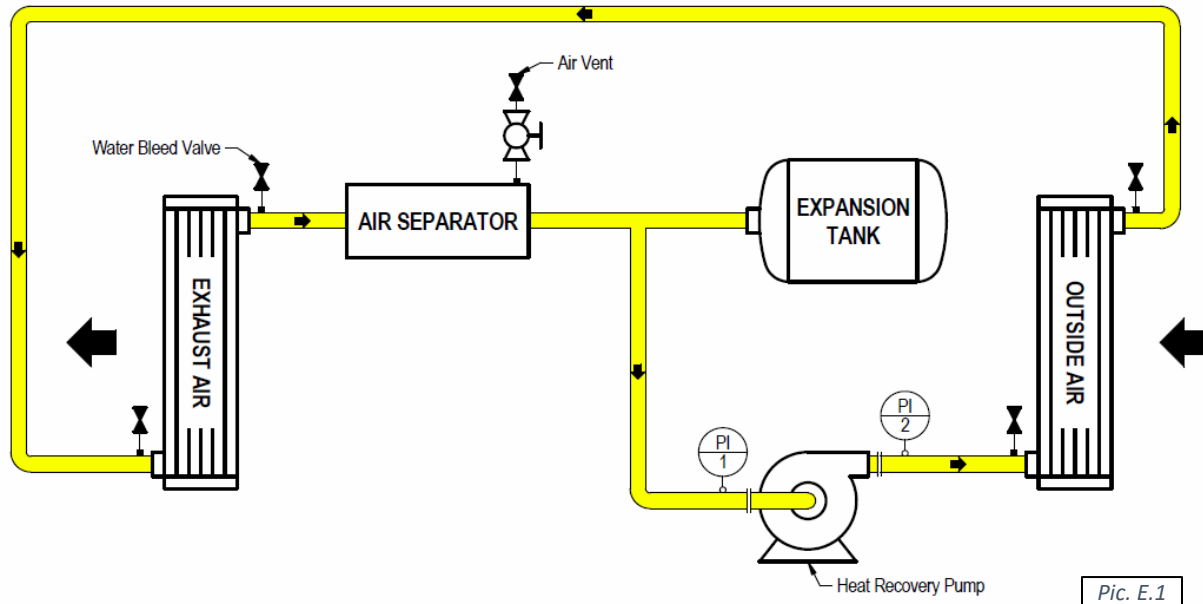 Air Vent
Water Bleed Valve
AIR SEPARATOR
EXPANSION
TANK
EXHAUST AIR
OUTSIDE AIR
PI
1
PI
2
Heat Recovery Pump
Pic. E.1